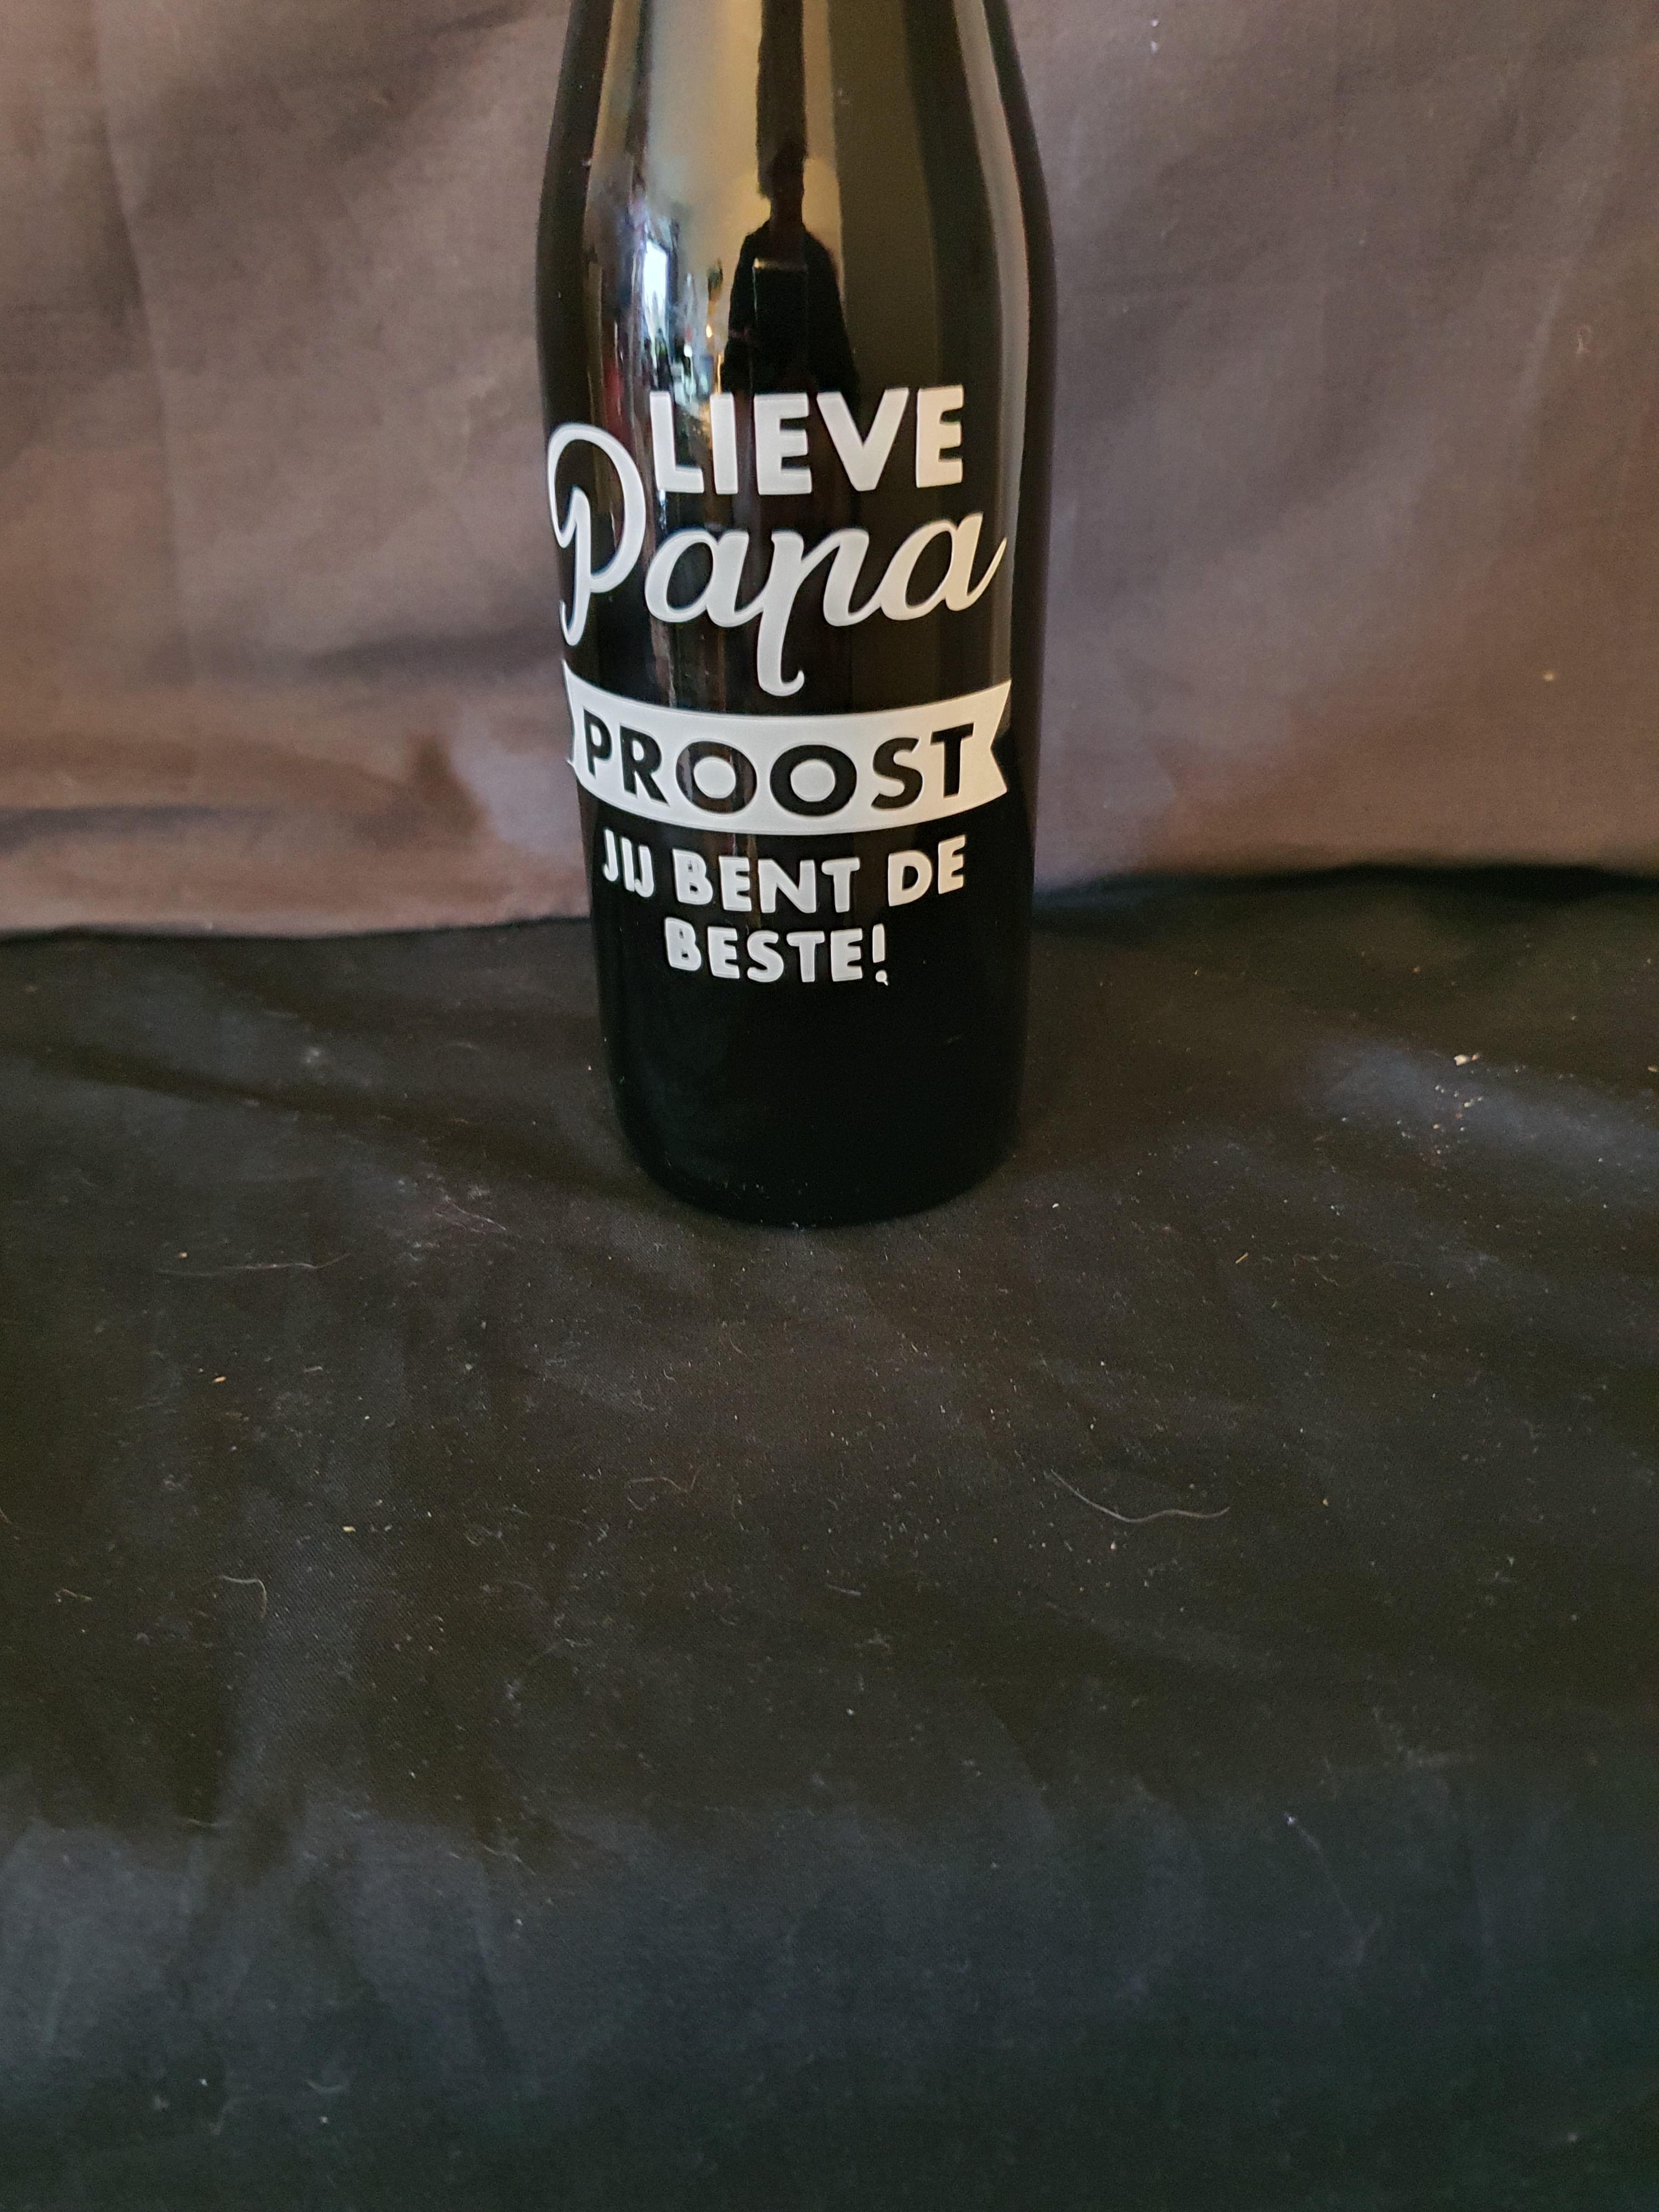 LIEVE
Papa
PROOST
JIJ BENT DE
BESTE!